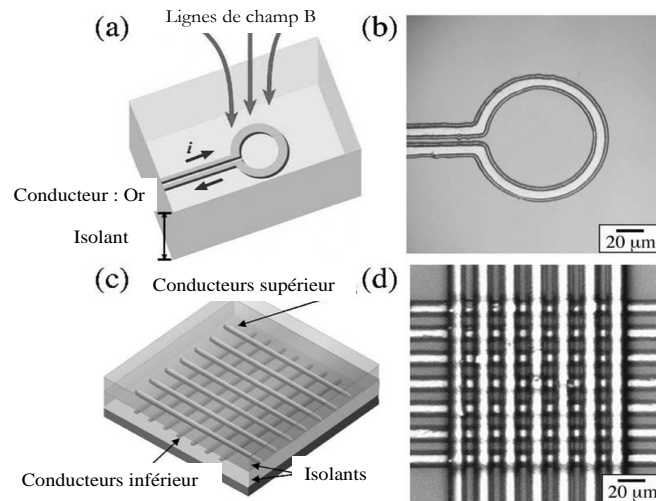 (a)
Lignes de champ B
i
Conducteur : Or
Isolant
(b)
20 µm
(c)
Conducteurs supérieur
Conducteurs inférieur
Isolants
(d)
20 µm